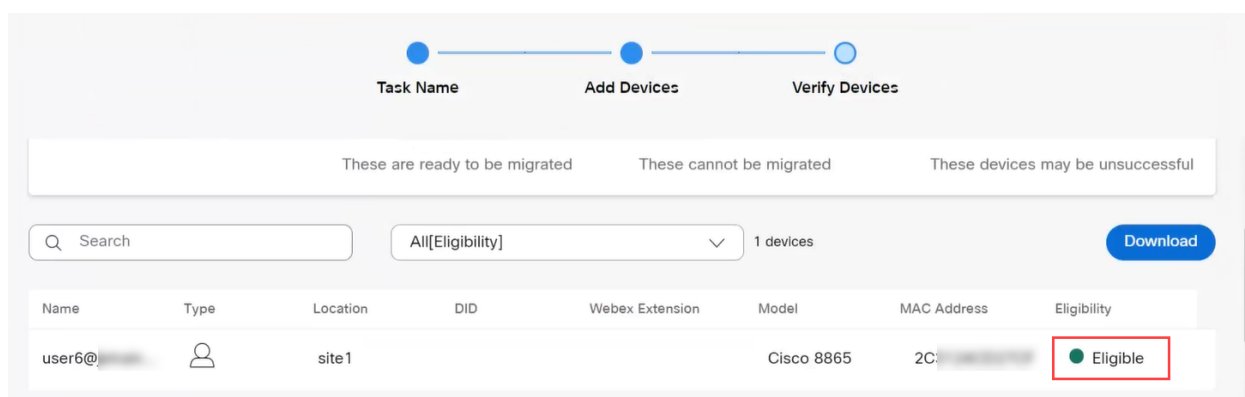 Task Name Add Devices Verify Devices
These are ready to be migrated These cannot be migrated These devices may be unsuccessful
Search All[Eligibility] 1 devices Download
Name Type Location DID Webex Extension Model MAC Address Eligibility
user6@ site1 Cisco 8865 2C: Eligible